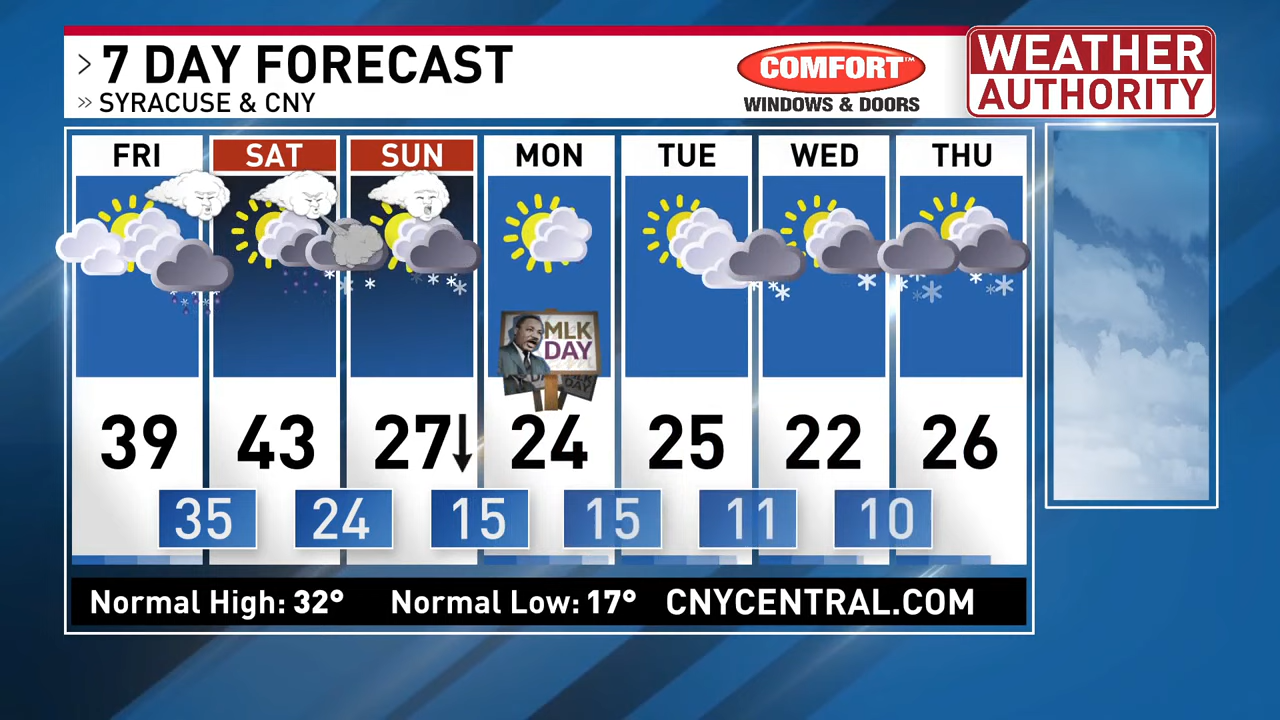 > 7 DAY FORECAST
» SYRACUSE & CNY
COMFORT™
WINDOWS & DOORS
WEATHER
AUTHORITY
FRI SAT SUN MON TUE WED THU
MLK
DAY
39 43 27↓ 24 25 22 26
35 24 15 15 11 10
Normal High: 32° Normal Low: 17° CNYCENTRAL.COM